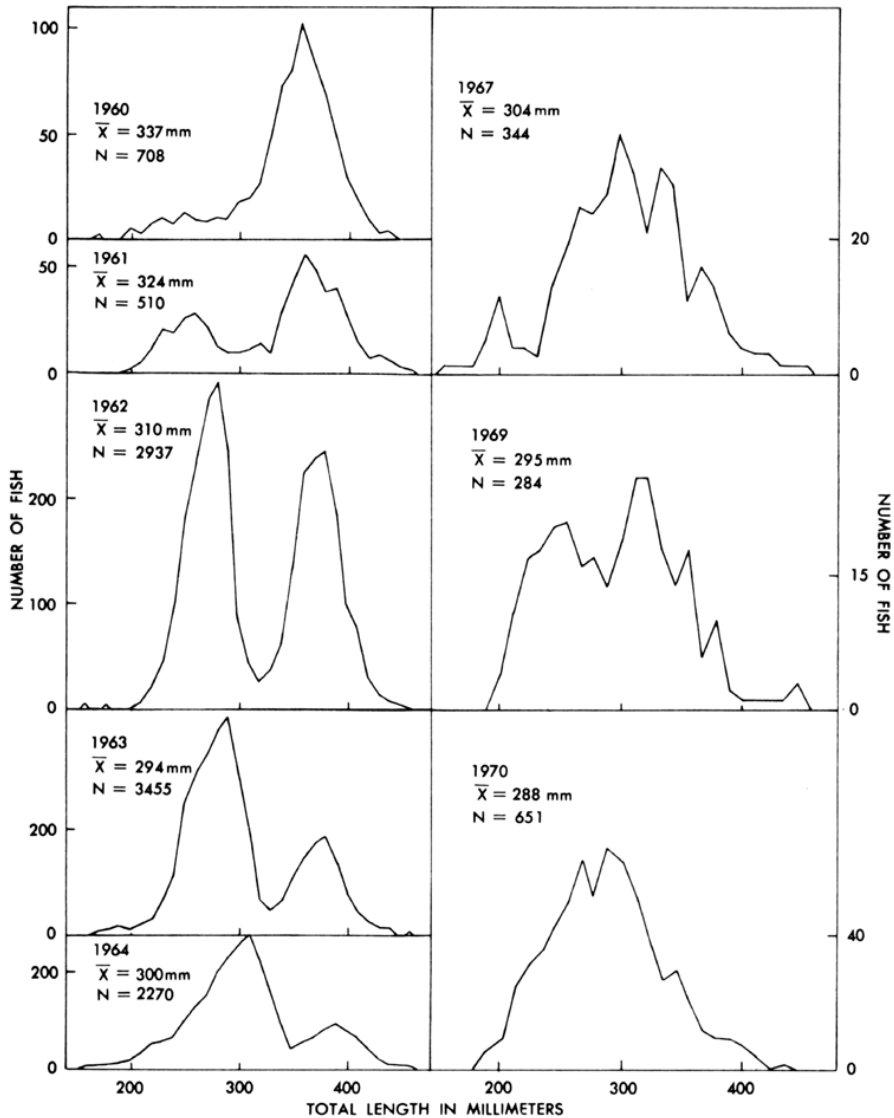 100
50
0
1960
X̄ = 337 mm
N = 708
50
0
1961
X̄ = 324 mm
N = 510
200
100
0
1962
X̄ = 310 mm
N = 2937
200
0
1963
X̄ = 294 mm
N = 3455
200
0
1964
X̄ = 300 mm
N = 2270
NUMBER OF FISH
200
300
400
1967
X̄ = 304 mm
N = 344
20
0
1969
X̄ = 295 mm
N = 284
15
0
1970
X̄ = 288 mm
N = 651
40
0
NUMBER OF FISH
200
300
400
TOTAL LENGTH IN MILLIMETERS